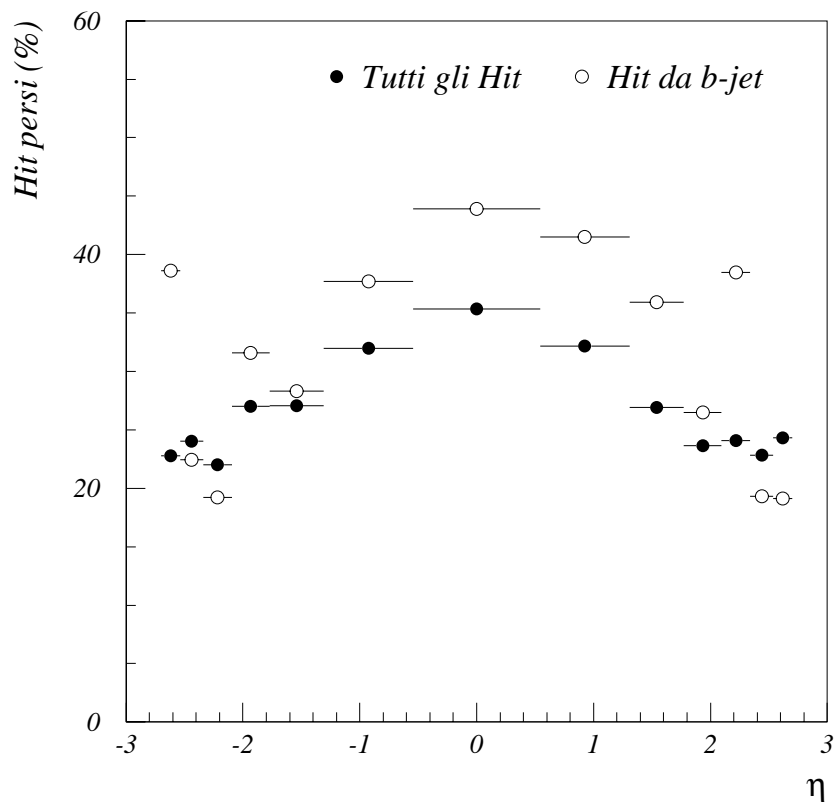 Hit persi (%)
60
Tutti gli Hit
Hit da b-jet
40
20
0
-3 -2 -1 0 1 2 3
η